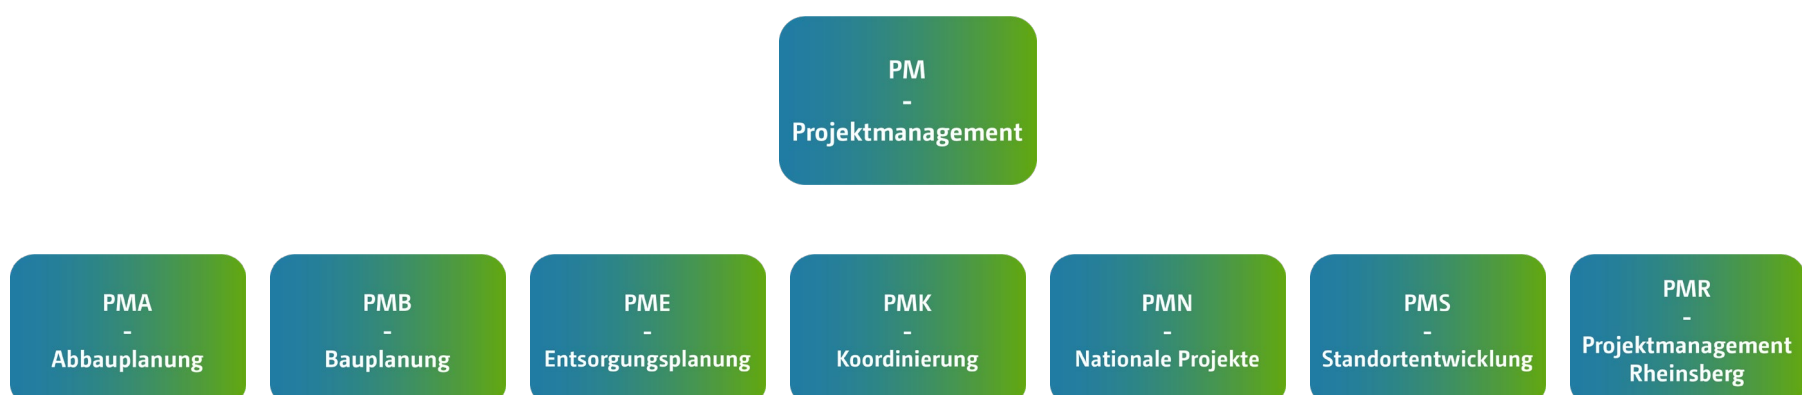 PM
-
Projektmanagement
PMA
-
Abbauplanung
PMB
-
Bauplanung
PME
-
Entsorgungsplanung
PMK
-
Koordinierung
PMN
-
Nationale Projekte
PMS
-
Standortentwicklung
PMR
-
Projektmanagement
Rheinsberg